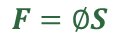 F = ∅S